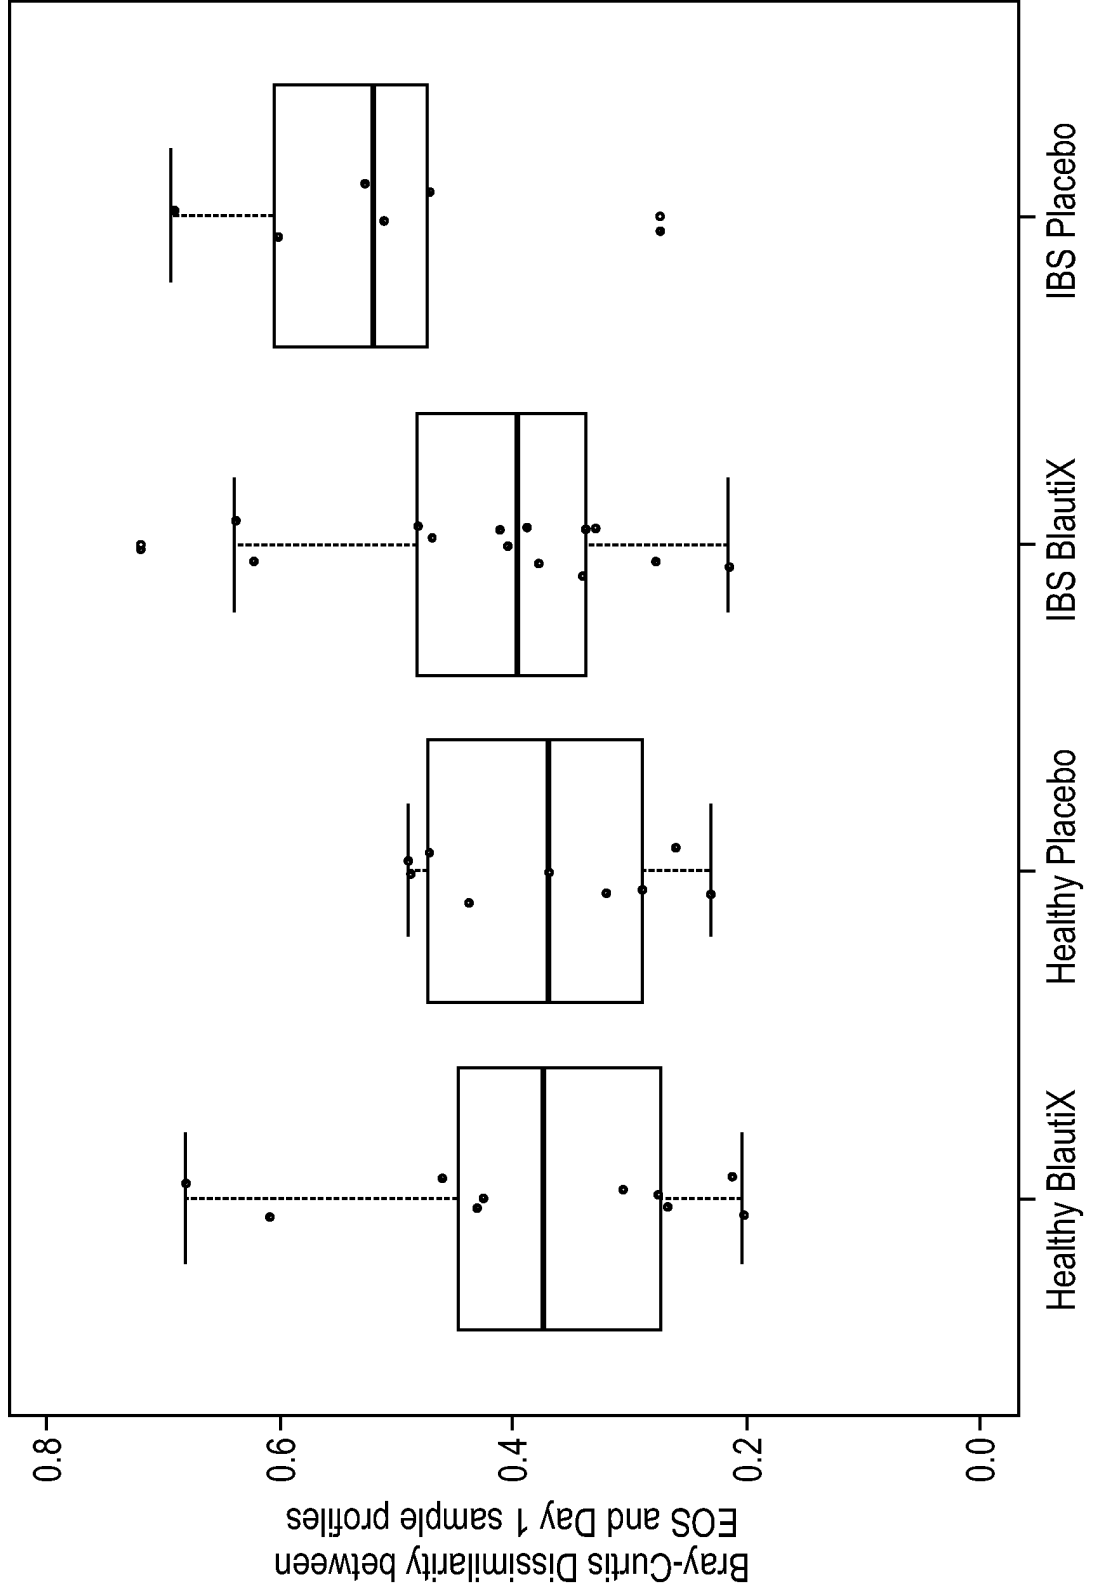 Bray-Curtis Dissimilarity between
EOS and Day 1 sample profiles
0.8
0.6
0.4
0.2
0.0
Healthy BlautiX
Healthy Placebo
IBS BlautiX
IBS Placebo